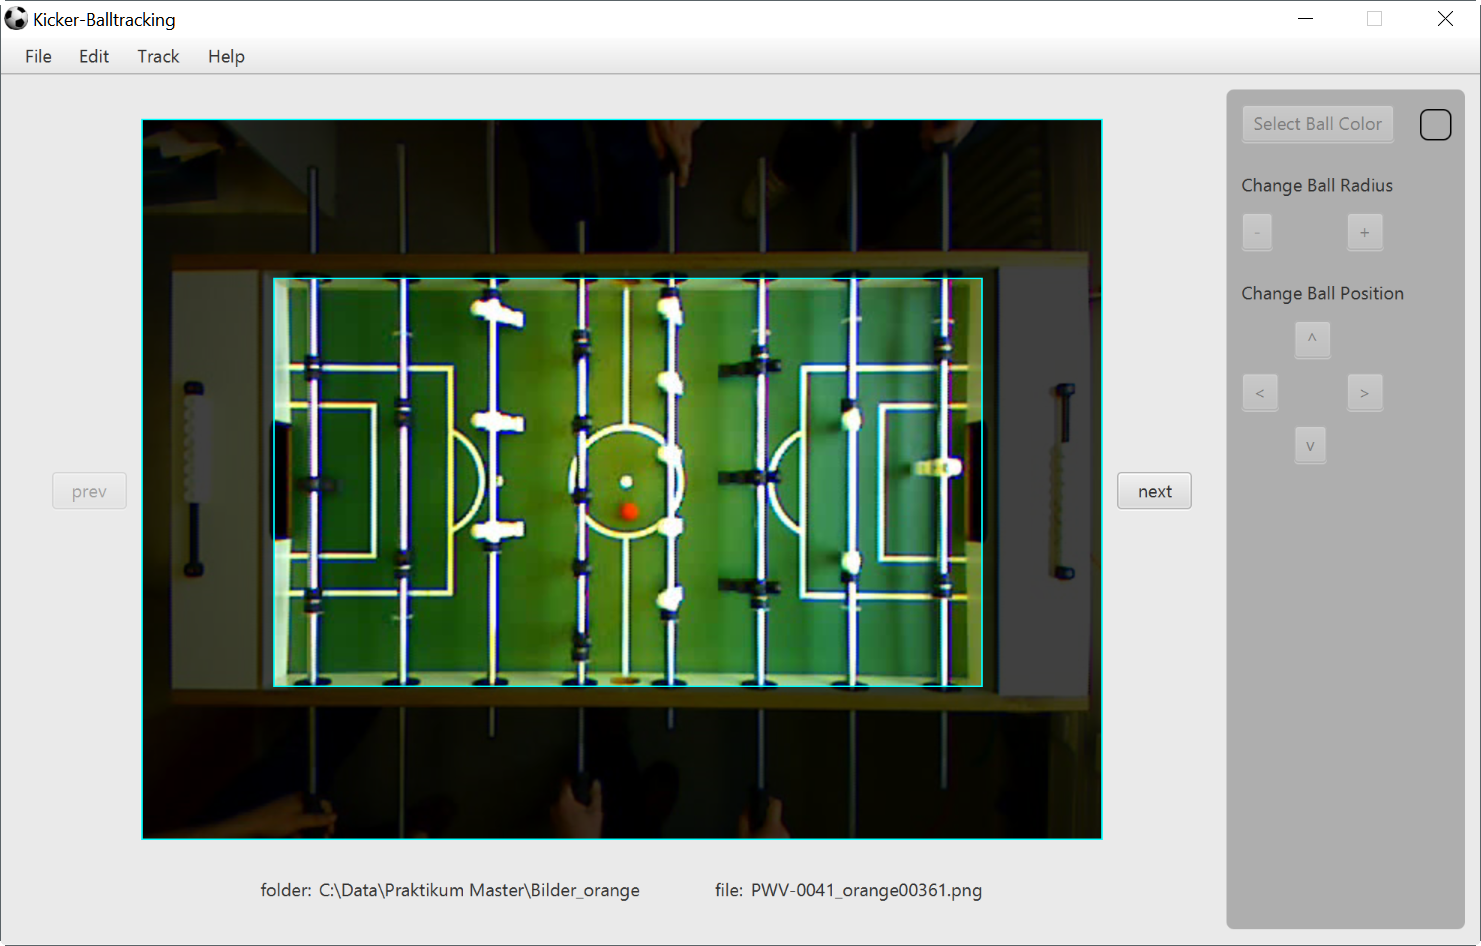 Kicker-Balltracking
File Edit Track Help
Select Ball Color
Change Ball Radius
- +
Change Ball Position
^
< >
v
prev
next
folder: C:\Data\Praktikum Master\Bilder_orange file: PWV-0041_orange00361.png